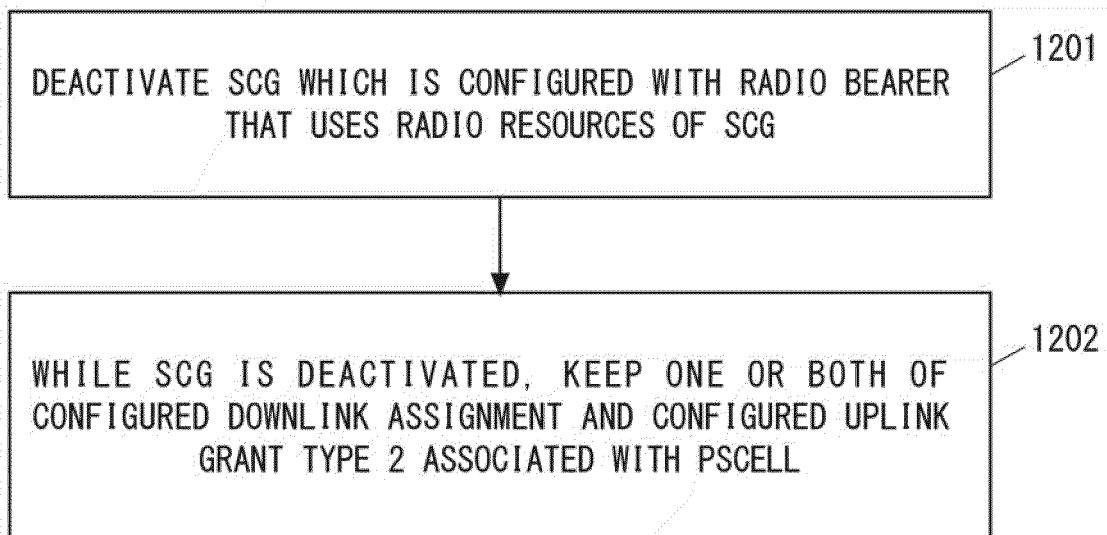 DEACTIVATE SCG WHICH IS CONFIGURED WITH RADIO BEARER
THAT USES RADIO RESOURCES OF SCG
1201
WHILE SCG IS DEACTIVATED, KEEP ONE OR BOTH OF
CONFIGURED DOWNLINK ASSIGNMENT AND CONFIGURED UPLINK
GRANT TYPE 2 ASSOCIATED WITH PSCELL
1202